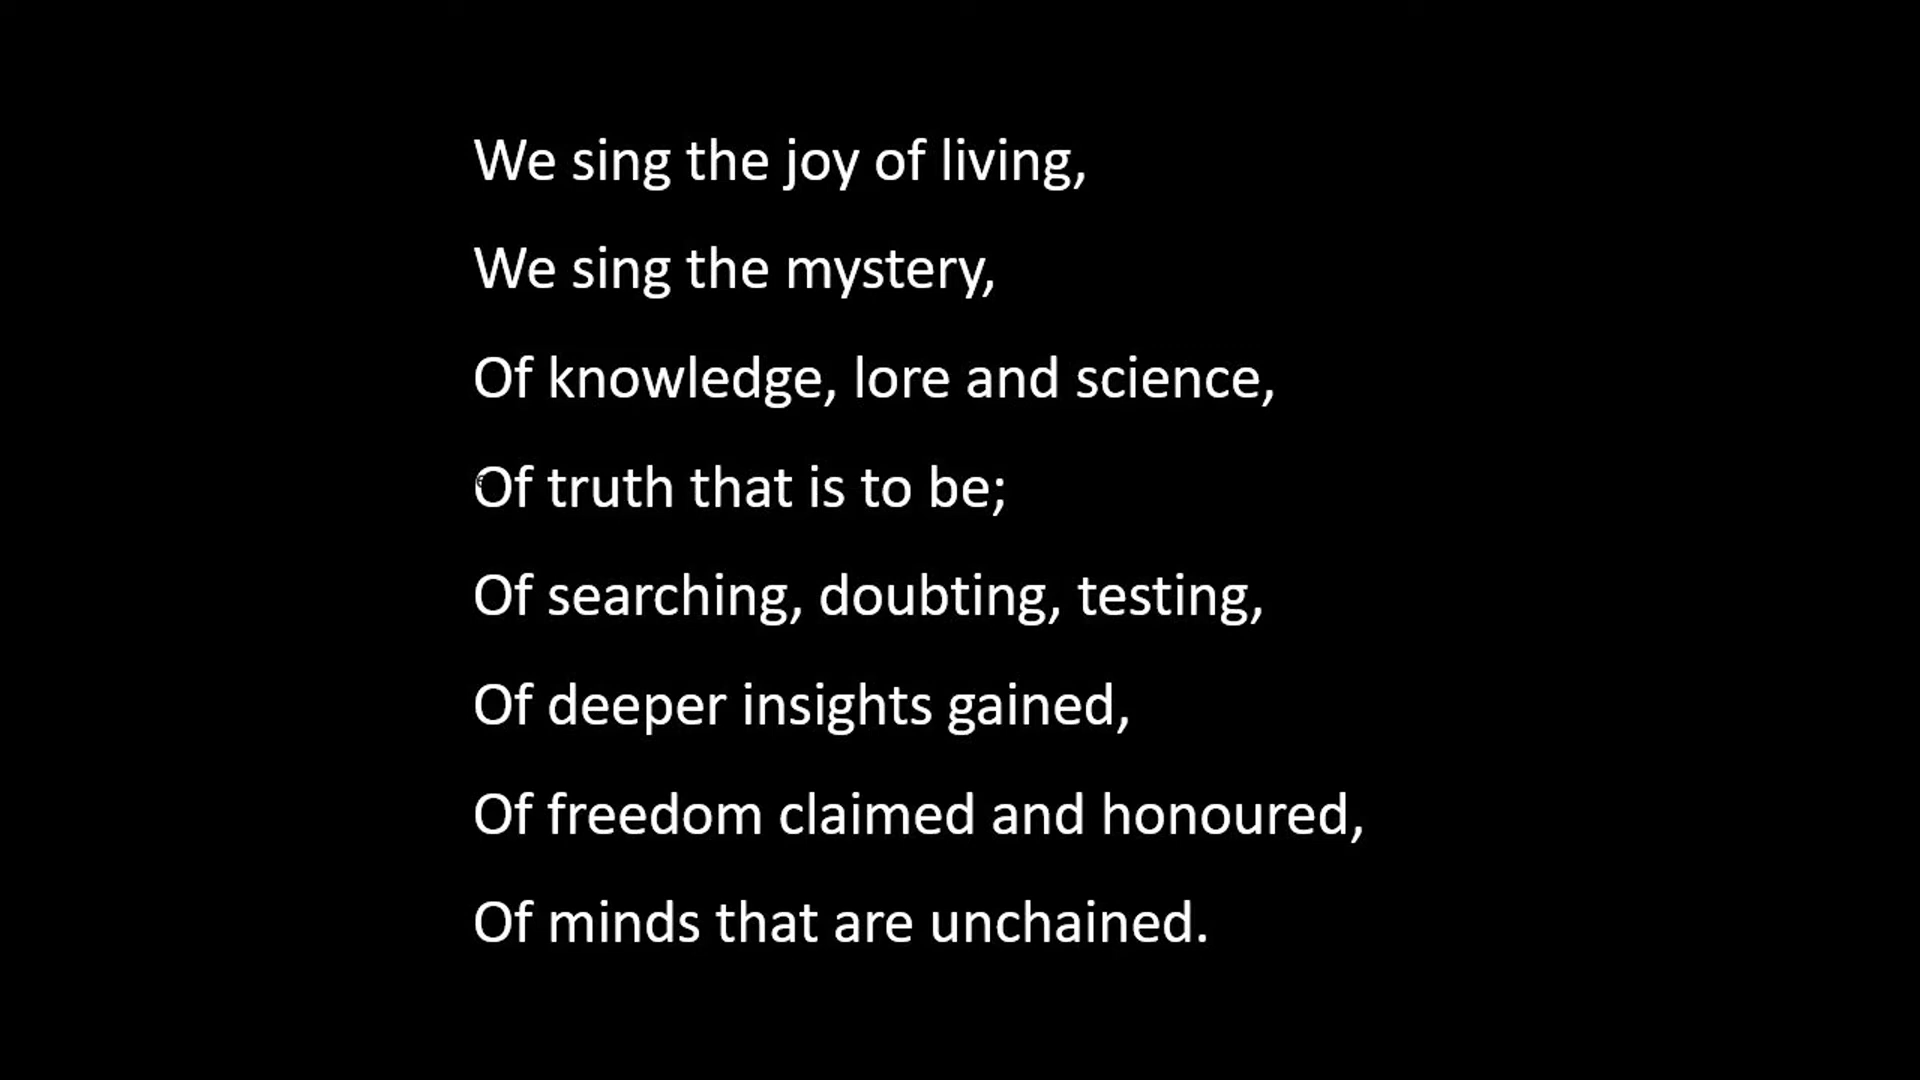 We sing the joy of living,
We sing the mystery,
Of knowledge, lore and science,
Of truth that is to be;
Of searching, doubting, testing,
Of deeper insights gained,
Of freedom claimed and honoured,
Of minds that are unchained.